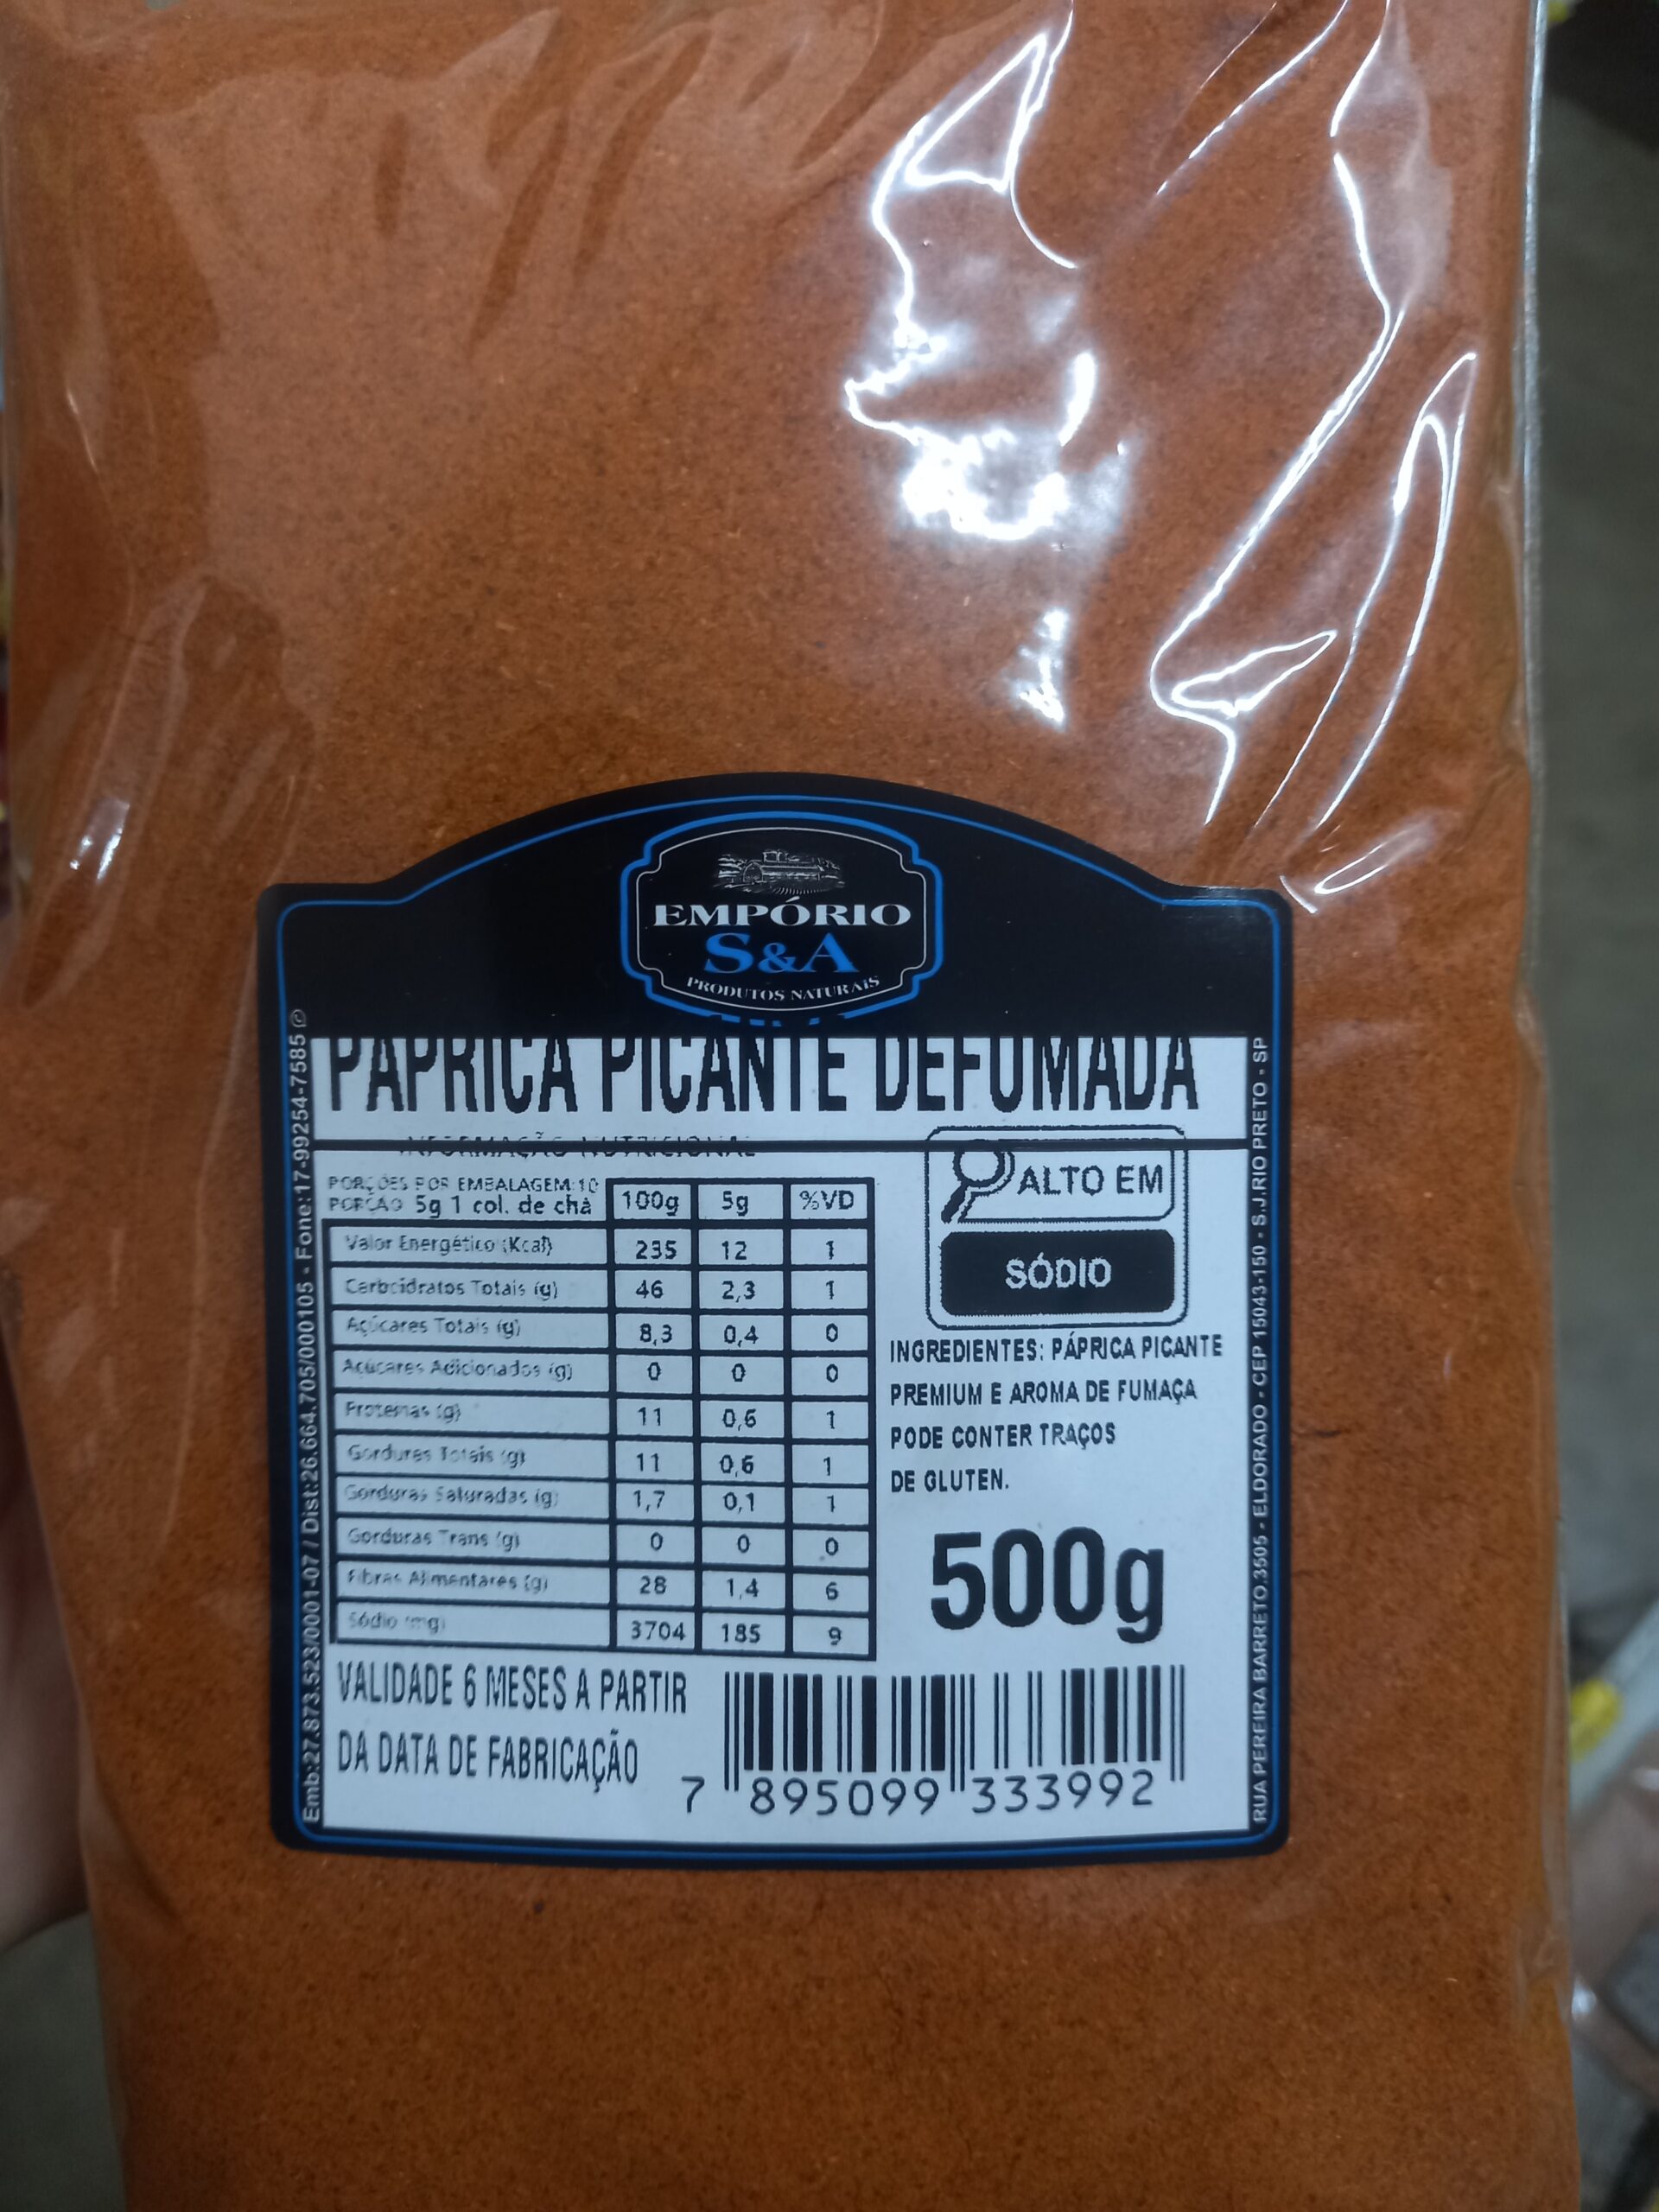 EMPÓRIO
S&A
PRODUTOS NATURAIS
PÁPRICA PICANTE DEFUMADA
INFORMAÇÃO NUTRICIONAL
PORÇÕES POR EMBALAGEM: 10
PORÇÃO 5g 1 col. de chá 100g 5g %VD
Valor Energético (Kcal) 235 12 1
Carboidratos Totais (g) 46 2,3 1
Açúcares Totais (g) 8,3 0,4 0
Açúcares Adicionados (g) 0 0 0
Proteínas (g) 11 0,6 1
Gorduras Totais (g) 11 0,6 1
Gorduras Saturadas (g) 1,7 0,1 1
Gorduras Trans (g) 0 0 0
Fibras Alimentares (g) 28 1,4 6
Sódio (mg) 3704 185 9
ALTO EM
SÓDIO
INGREDIENTES: PÁPRICA PICANTE
PREMIUM E AROMA DE FUMAÇA
PODE CONTER TRAÇOS
DE GLUTEN.
500g
VALIDADE 6 MESES A PARTIR
DA DATA DE FABRICAÇÃO
7 895099 333992
Emb:27.873.523/0001-07 / Dist:26.664.705/000105 - Fone:17-99254-7585
RUA PEREIRA BARRETO,3505 - ELDORADO - CEP 15043-150 - S.J.RIO PRETO - SP